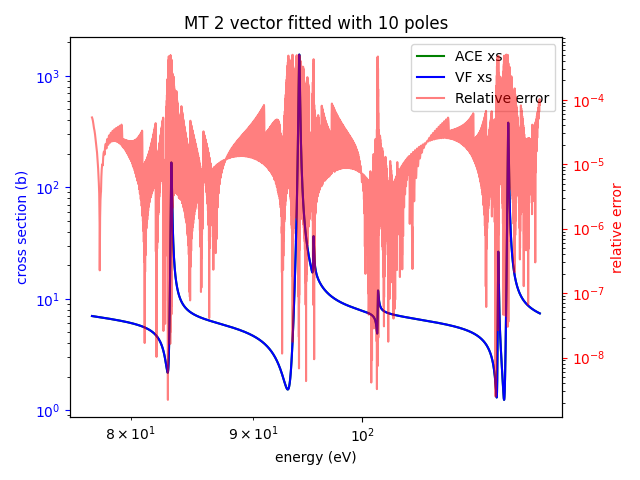 MT 2 vector fitted with 10 poles
ACE xs
VF xs
Relative error
cross section (b)
10³
10²
10¹
10⁰
10⁻⁴
10⁻⁵
10⁻⁶
10⁻⁷
10⁻⁸
relative error
8 × 10¹
9 × 10¹
10²
energy (eV)